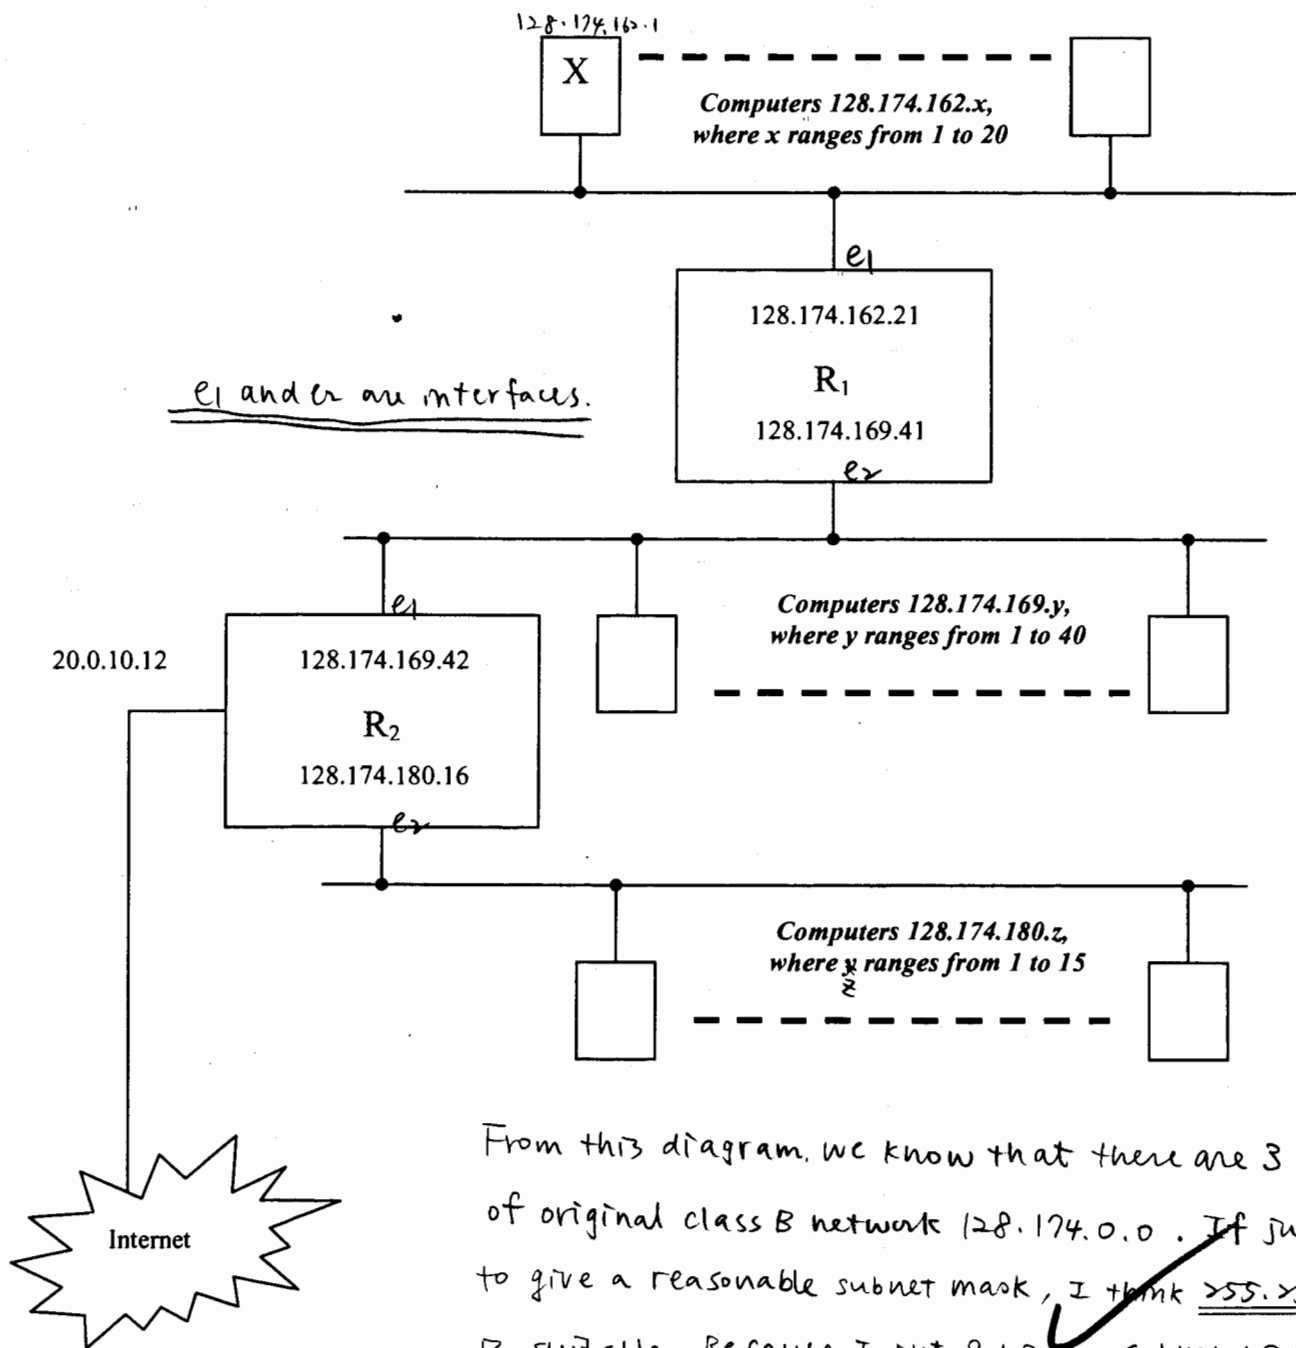 128.174.162.1
X
Computers 128.174.162.x,
where x ranges from 1 to 20
e1
128.174.162.21
R1
128.174.169.41
e2
e1 and e2 are interfaces.
e1
20.0.10.12
128.174.169.42
R2
128.174.180.16
e2
Computers 128.174.169.y,
where y ranges from 1 to 40
Computers 128.174.180.z,
where y ranges from 1 to 15
z
Internet
From this diagram. we know that there are 3
of original class B network 128.174.0.0. If
to give a reasonable subnet mask, I think 255.
Because I